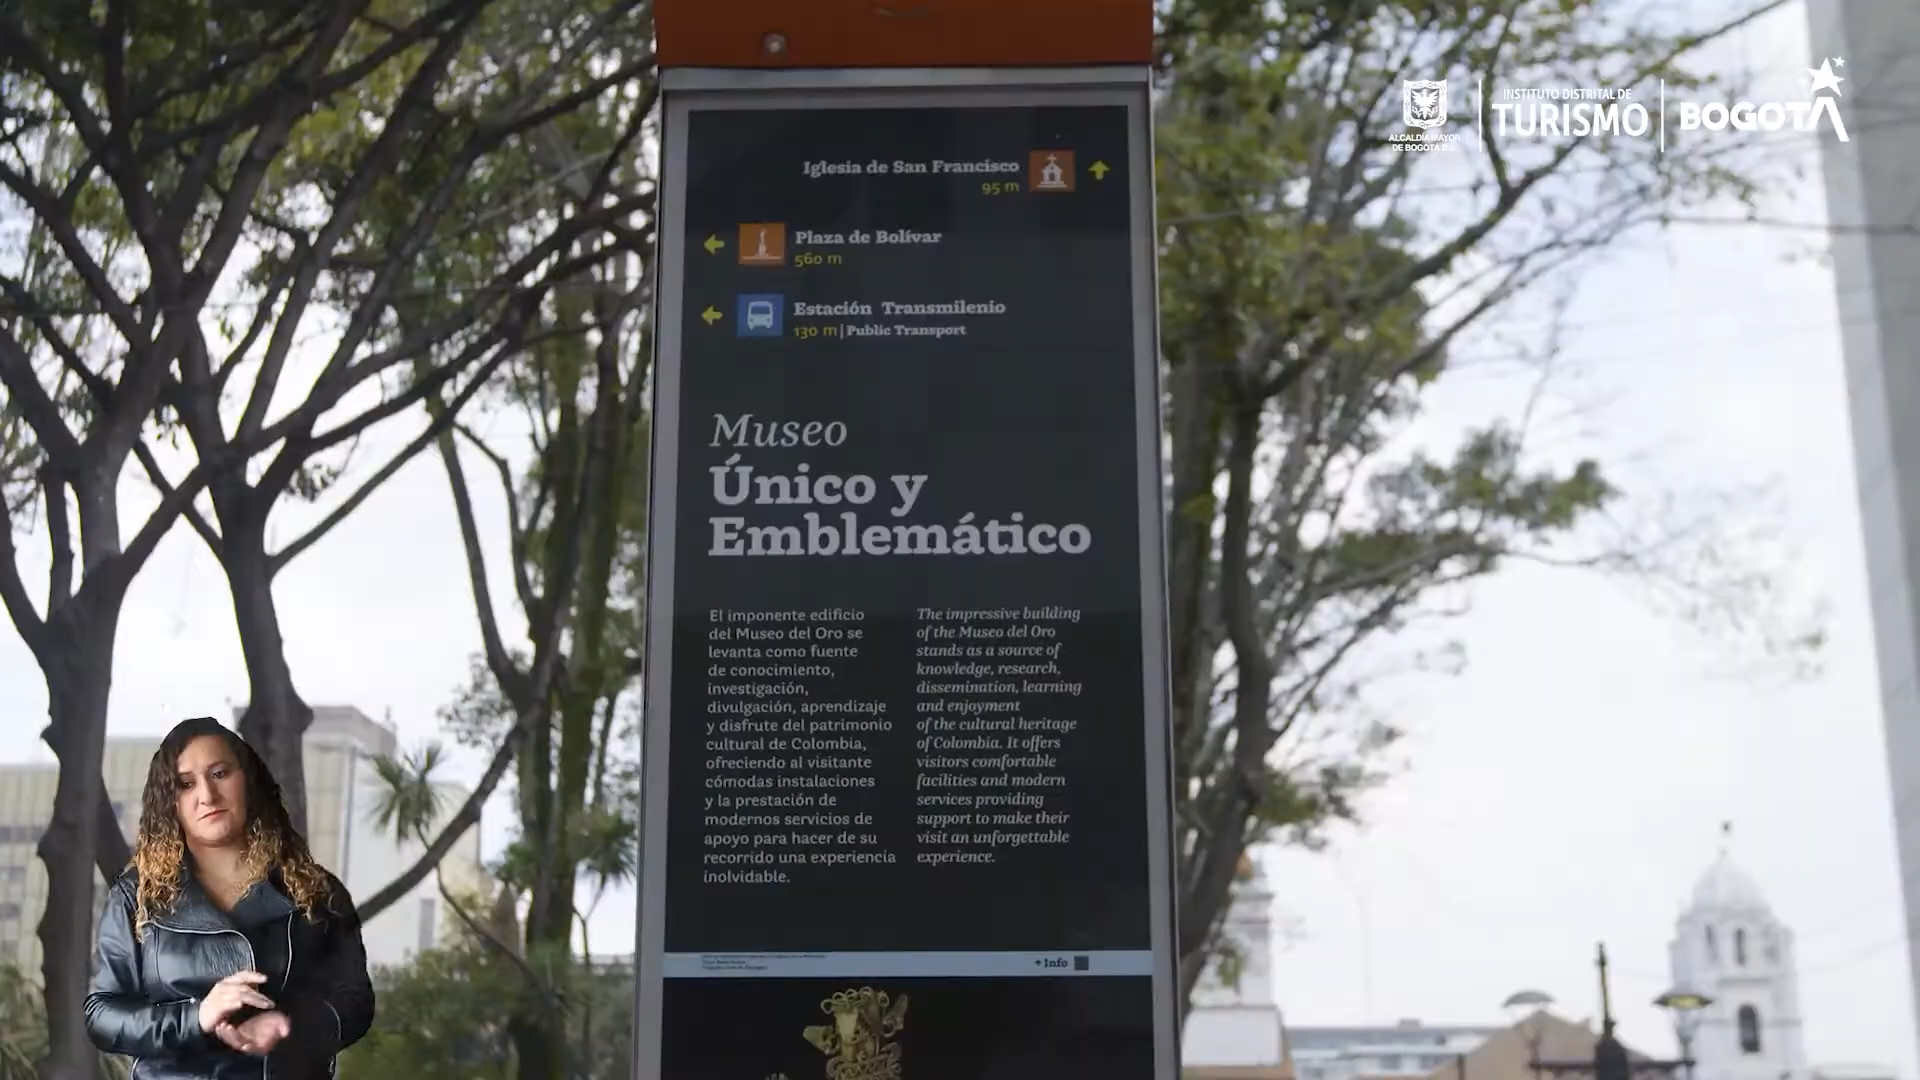 INSTITUTO DISTRITAL DE
TURISMO
BOGOTÁ
ALCALDÍA MAYOR
DE BOGOTÁ D.C.
Iglesia de San Francisco
95 m
Plaza de Bolívar
560 m
Estación Transmilenio
130 m | Public Transport
Museo
Único y
Emblemático
El imponente edificio
del Museo del Oro se
levanta como fuente
de conocimiento,
investigación,
divulgación, aprendizaje
y disfrute del patrimonio
cultural de Colombia,
ofreciendo al visitante
cómodas instalaciones
y la prestación de
modernos servicios de
apoyo para hacer de su
recorrido una experiencia
inolvidable.
The impressive building
of the Museo del Oro
stands as a source of
knowledge, research,
dissemination, learning
and enjoyment
of the cultural heritage
of Colombia. It offers
visitors comfortable
facilities and modern
services providing
support to make their
visit an unforgettable
experience.
+Info